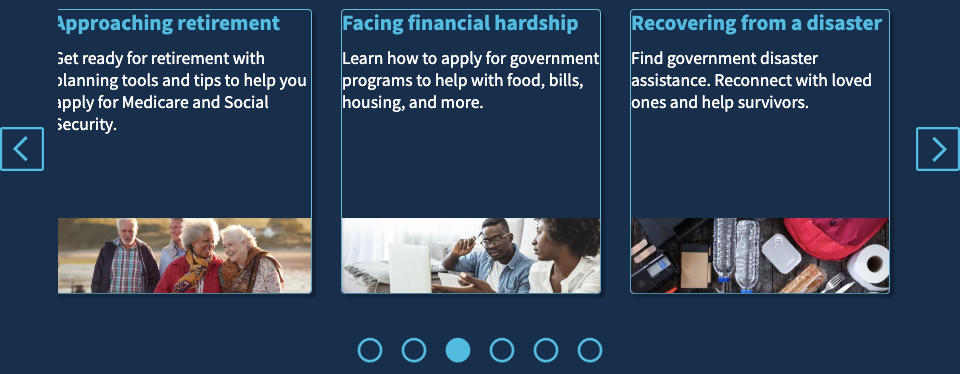 Approaching retirement
Get ready for retirement with
planning tools and tips to help you
apply for Medicare and Social
Security.
Facing financial hardship
Learn how to apply for government
programs to help with food, bills,
housing, and more.
Recovering from a disaster
Find government disaster
assistance. Reconnect with loved
ones and help survivors.